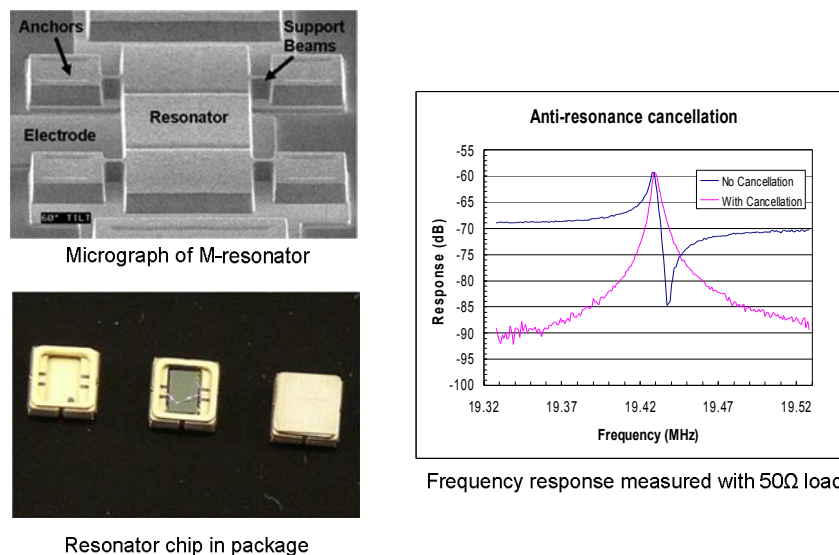 Anchors
Support
Beams
Resonator
Electrode
60° TILT
Micrograph of M-resonator
Resonator chip in package
Anti-resonance cancellation
-55
-60
-65
-70
-75
-80
-85
-90
-95
-100
Response (dB)
No Cancellation
With Cancellation
19.32
19.37
19.42
19.47
19.52
Frequency (MHz)
Frequency response measured with 50Ω load